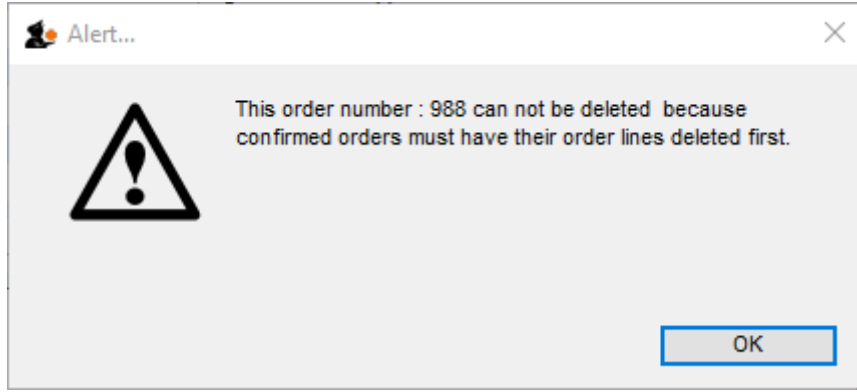 Alert...
This order number : 988 can not be deleted  because
confirmed orders must have their order lines deleted first.
OK